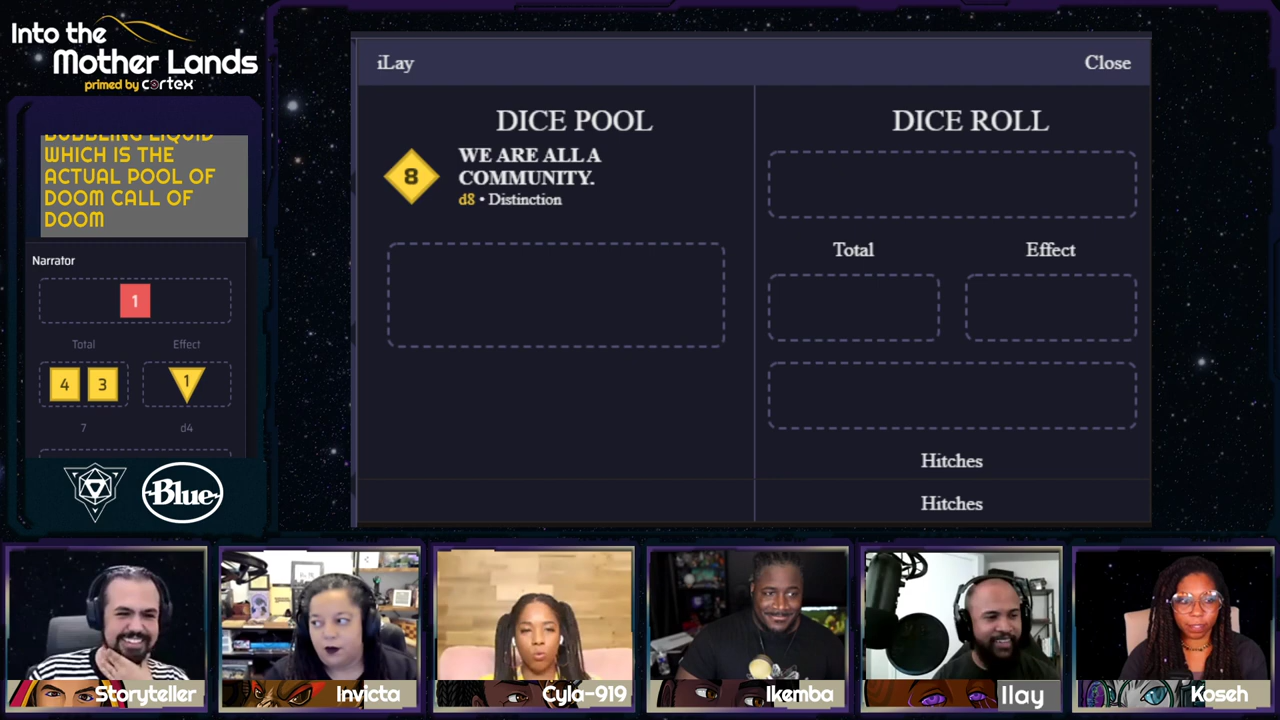 Into the
Mother Lands
primed by cortex
BUBBLING LIQUID
WHICH IS THE
ACTUAL POOL OF
DOOM CALL OF
DOOM
Narrator
1
Total
Effect
4 3
1
7
d4
Blue
iLay
Close
DICE POOL
8
WE ARE ALL A
COMMUNITY.
d8 • Distinction
DICE ROLL
Total
Effect
Hitches
Hitches
Storyteller
Invicta
Cyla-919
Ikemba
Ilay
Koseh